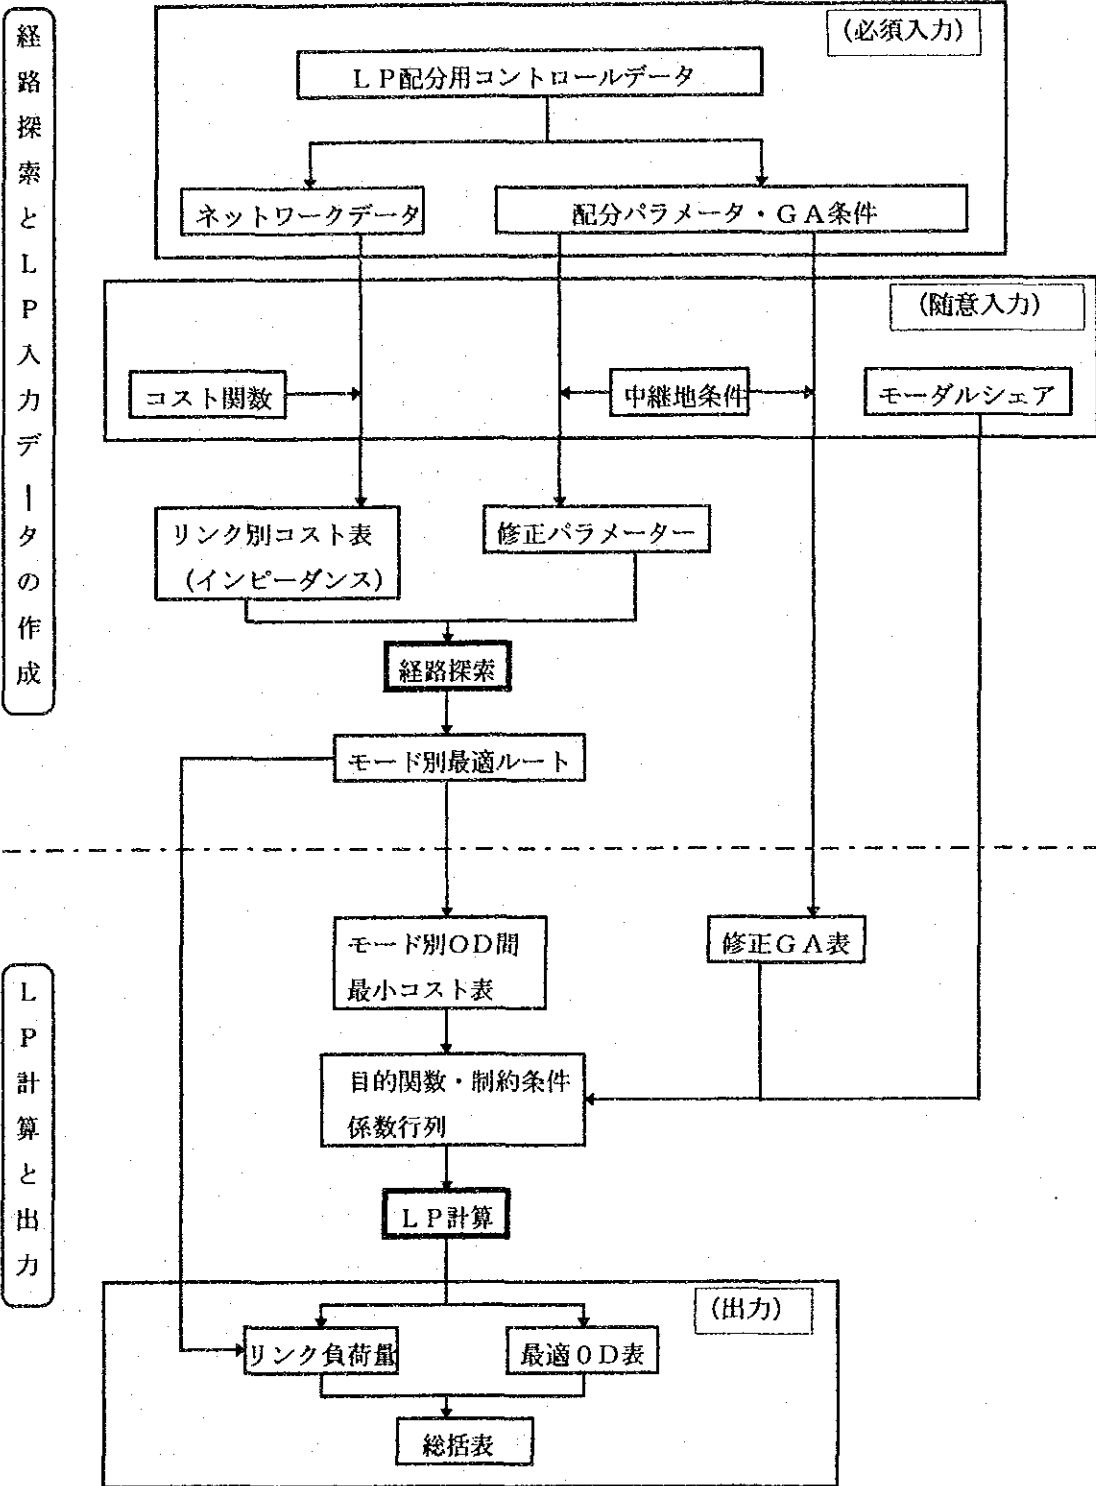 経路探索とLP入力データの作成
(必須入力)
LP配分用コントロールデータ
ネットワークデータ
配分パラメータ・GA条件
(随意入力)
コスト関数
中継地条件
モーダルシェア
リンク別コスト表
(インピーダンス)
修正パラメーター
経路探索
モード別最適ルート
LP計算と出力
モード別OD間
最小コスト表
修正GA表
目的関数・制約条件
係数行列
LP計算
(出力)
リンク負荷量
最適OD表
総括表